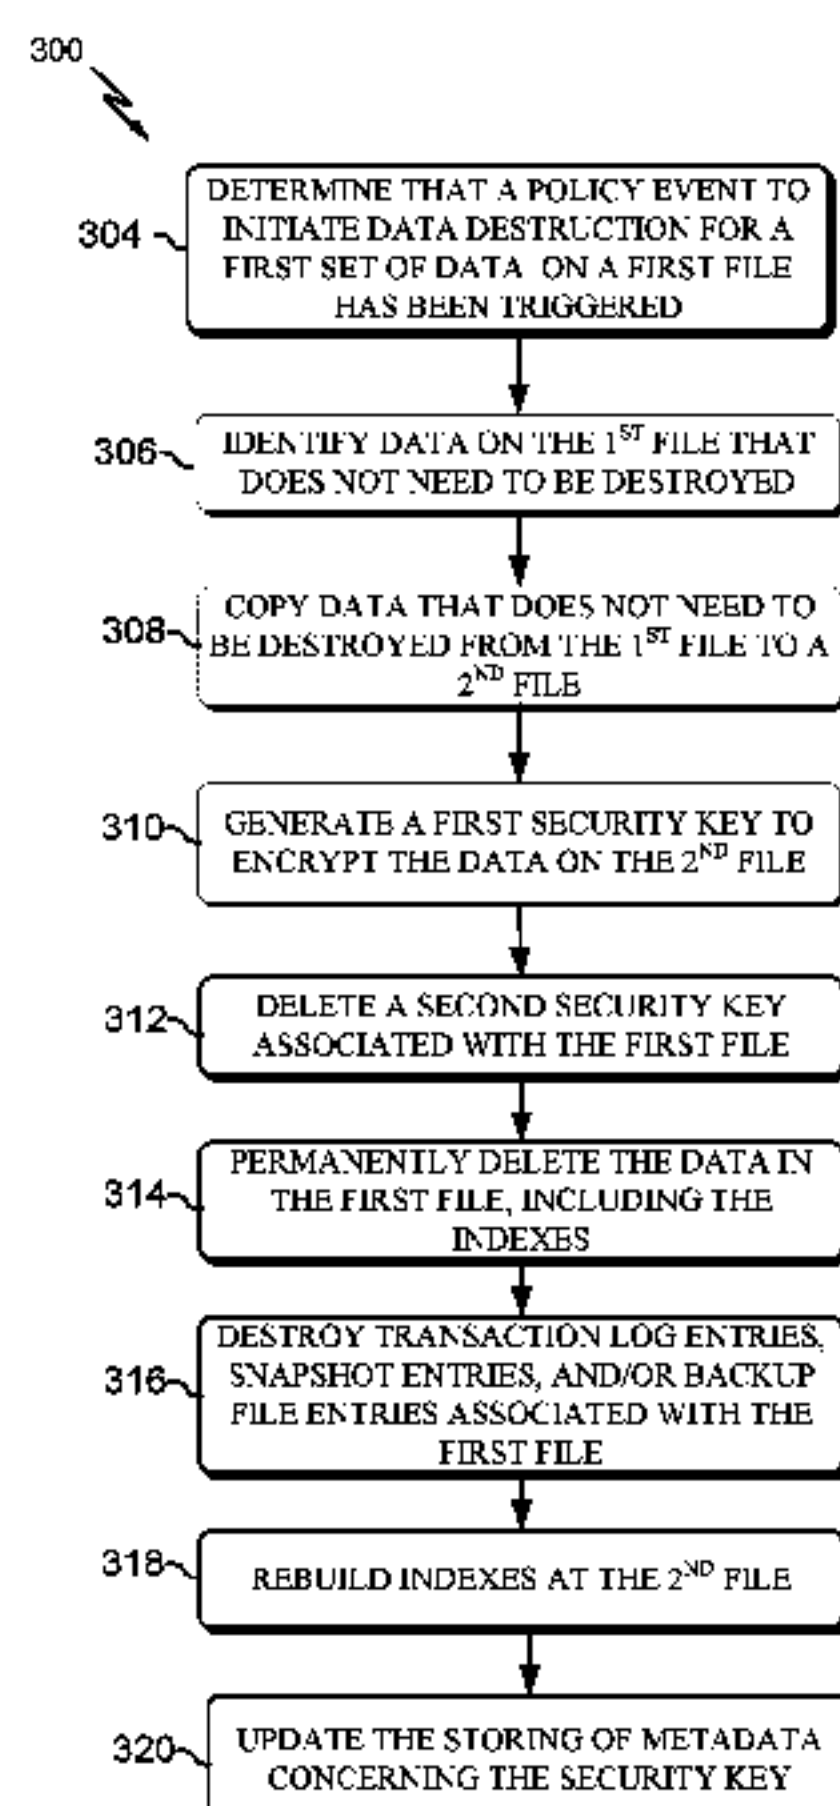 300
304
DETERMINE THAT A POLICY EVENT TO
INITIATE DATA DESTRUCTION FOR A
FIRST SET OF DATA ON A FIRST FILE
HAS BEEN TRIGGERED
306
IDENTIFY DATA ON THE 1ST FILE THAT
DOES NOT NEED TO BE DESTROYED
308
COPY DATA THAT DOES NOT NEED TO
BE DESTROYED FROM THE 1ST FILE TO A
2ND FILE
310
GENERATE A FIRST SECURITY KEY TO
ENCRYPT THE DATA ON THE 2ND FILE
312
DELETE A SECOND SECURITY KEY
ASSOCIATED WITH THE FIRST FILE
314
PERMANENTLY DELETE THE DATA IN
THE FIRST FILE, INCLUDING THE
INDEXES
316
DESTROY TRANSACTION LOG ENTRIES,
SNAPSHOT ENTRIES, AND/OR BACKUP
FILE ENTRIES ASSOCIATED WITH THE
FIRST FILE
318
REBUILD INDEXES AT THE 2ND FILE
320
UPDATE THE STORING OF METADATA
CONCERNING THE SECURITY KEY